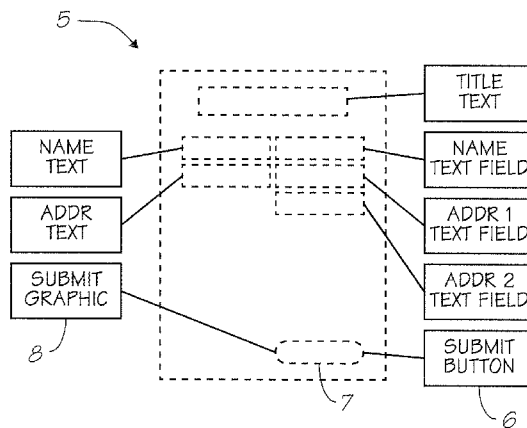 5
TITLE
TEXT
NAME
TEXT
NAME
TEXT FIELD
ADDR
TEXT
ADDR 1
TEXT FIELD
SUBMIT
GRAPHIC
ADDR 2
TEXT FIELD
8
7
SUBMIT
BUTTON
6